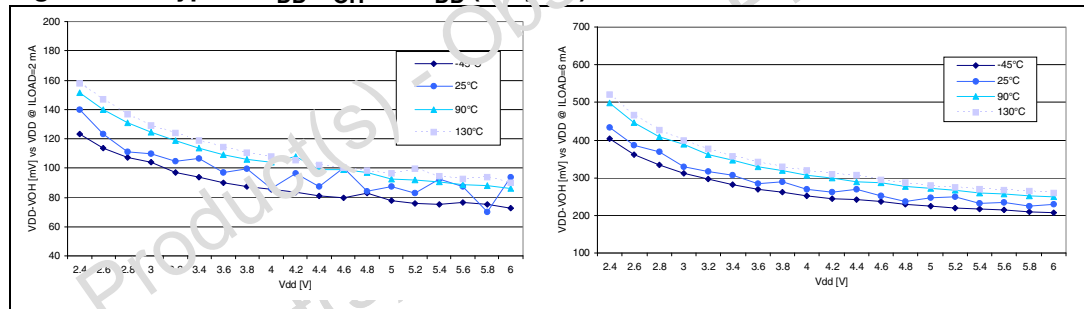 200
180
160
140
120
100
80
60
40
VDD-VOH [mV] vs VDD @ ILOAD=2 mA
2.4 2.6 2.8 3 3.4 3.6 3.8 4 4.2 4.4 4.6 4.8 5 5.2 5.4 5.6 5.8 6
Vdd [V]
25°C
90°C
130°C
700
600
500
400
300
200
100
VDD-VOH [mV] vs VDD @ ILOAD=6 mA
2.4 2.6 2.8 3 3.2 3.4 3.6 3.8 4 4.2 4.4 4.6 4.8 5 5.2 5.4 5.6 5.8 6
Vdd [V]
-45°C
25°C
90°C
130°C
Product(s) - Obs